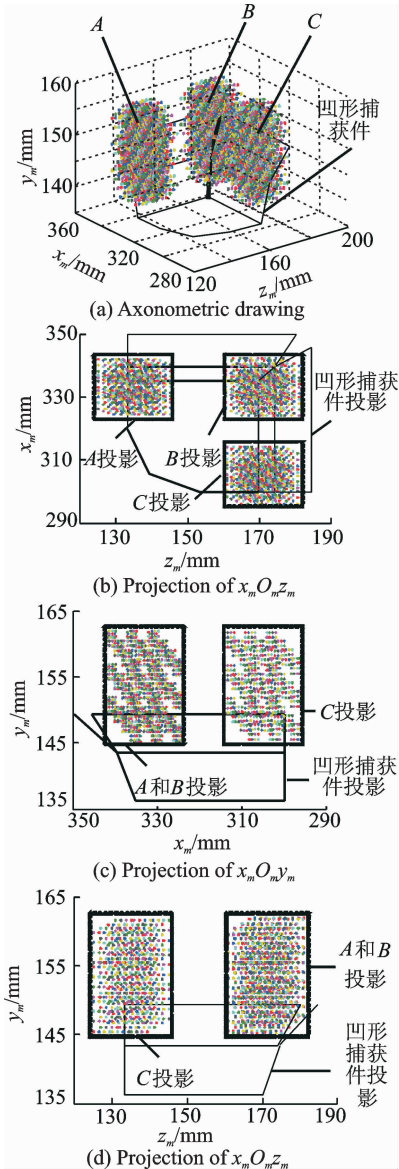 A B C
160
150
140
y_m/mm
凹形捕
获件
360
320
280
x_m/mm
120
160
200
z_m/mm
(a) Axonometric drawing
350
330
310
290
x_m/mm
A投影
B投影
C投影
凹形捕获
件投影
130 150 170 190
z_m/mm
(b) Projection of x_mO_mz_m
165
155
145
135
y_m/mm
C投影
A和B投影
凹形捕获
件投影
350 330 310 290
x_m/mm
(c) Projection of x_mO_my_m
165
155
145
135
y_m/mm
A和B
投影
C投影
凹形
捕获
件投
影
130 150 170 190
z_m/mm
(d) Projection of x_mO_mz_m